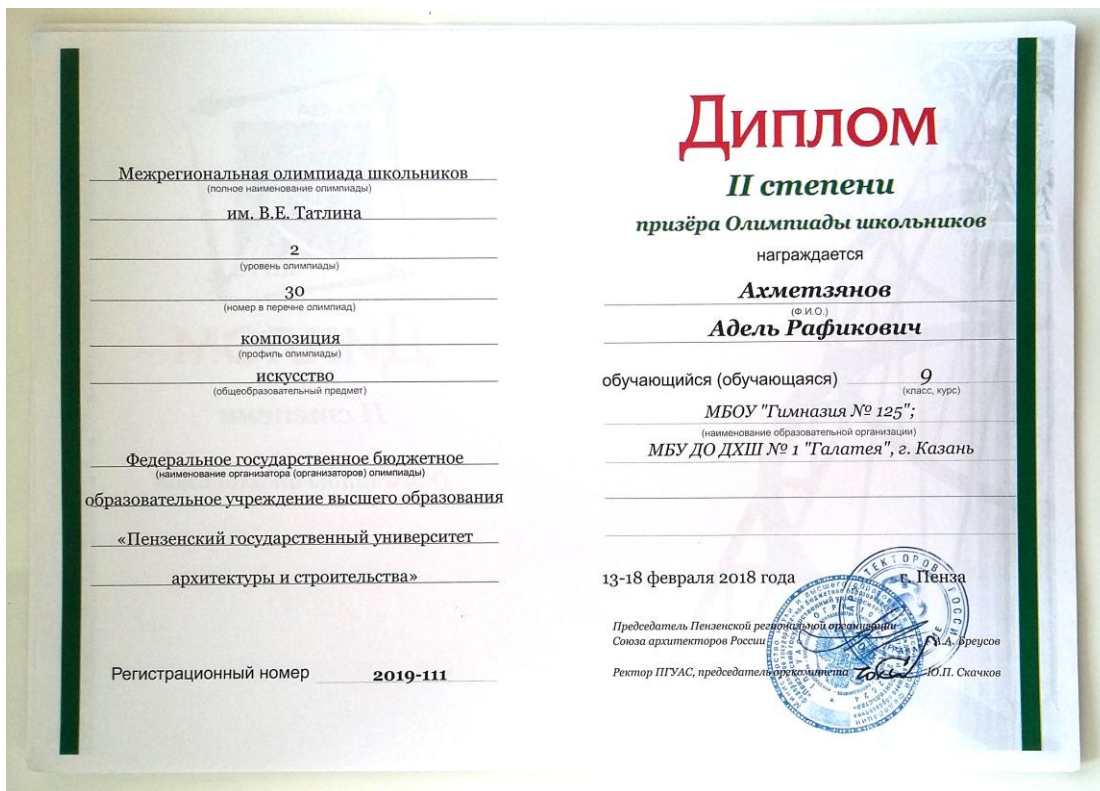 Межрегиональная олимпиада школьников
(полное наименование олимпиады)
им. В.Е. Татлина
2
(уровень олимпиады)
30
(номер в перечне олимпиад)
композиция
(профиль олимпиады)
искусство
(общеобразовательный предмет)
Федеральное государственное бюджетное
(наименование организатора (организаторов) олимпиады)
образовательное учреждение высшего образования
«Пензенский государственный университет
архитектуры и строительства»
Регистрационный номер 2019-111
Диплом
II степени
призёра Олимпиады школьников
награждается
Ахметзянов
(Ф.И.О.)
Адель Рафикович
обучающийся (обучающаяся) 9
(класс, курс)
МБОУ "Гимназия № 125";
(наименование образовательной организации)
МБУ ДО ДХШ № 1 "Галатея", г. Казань
13-18 февраля 2018 года г. Пенза
Председатель Пензенской региональной организации
Союза архитекторов России А. Бреусов
Ректор ПГУАС, председатель оргкомитета Ю.П. Скачков